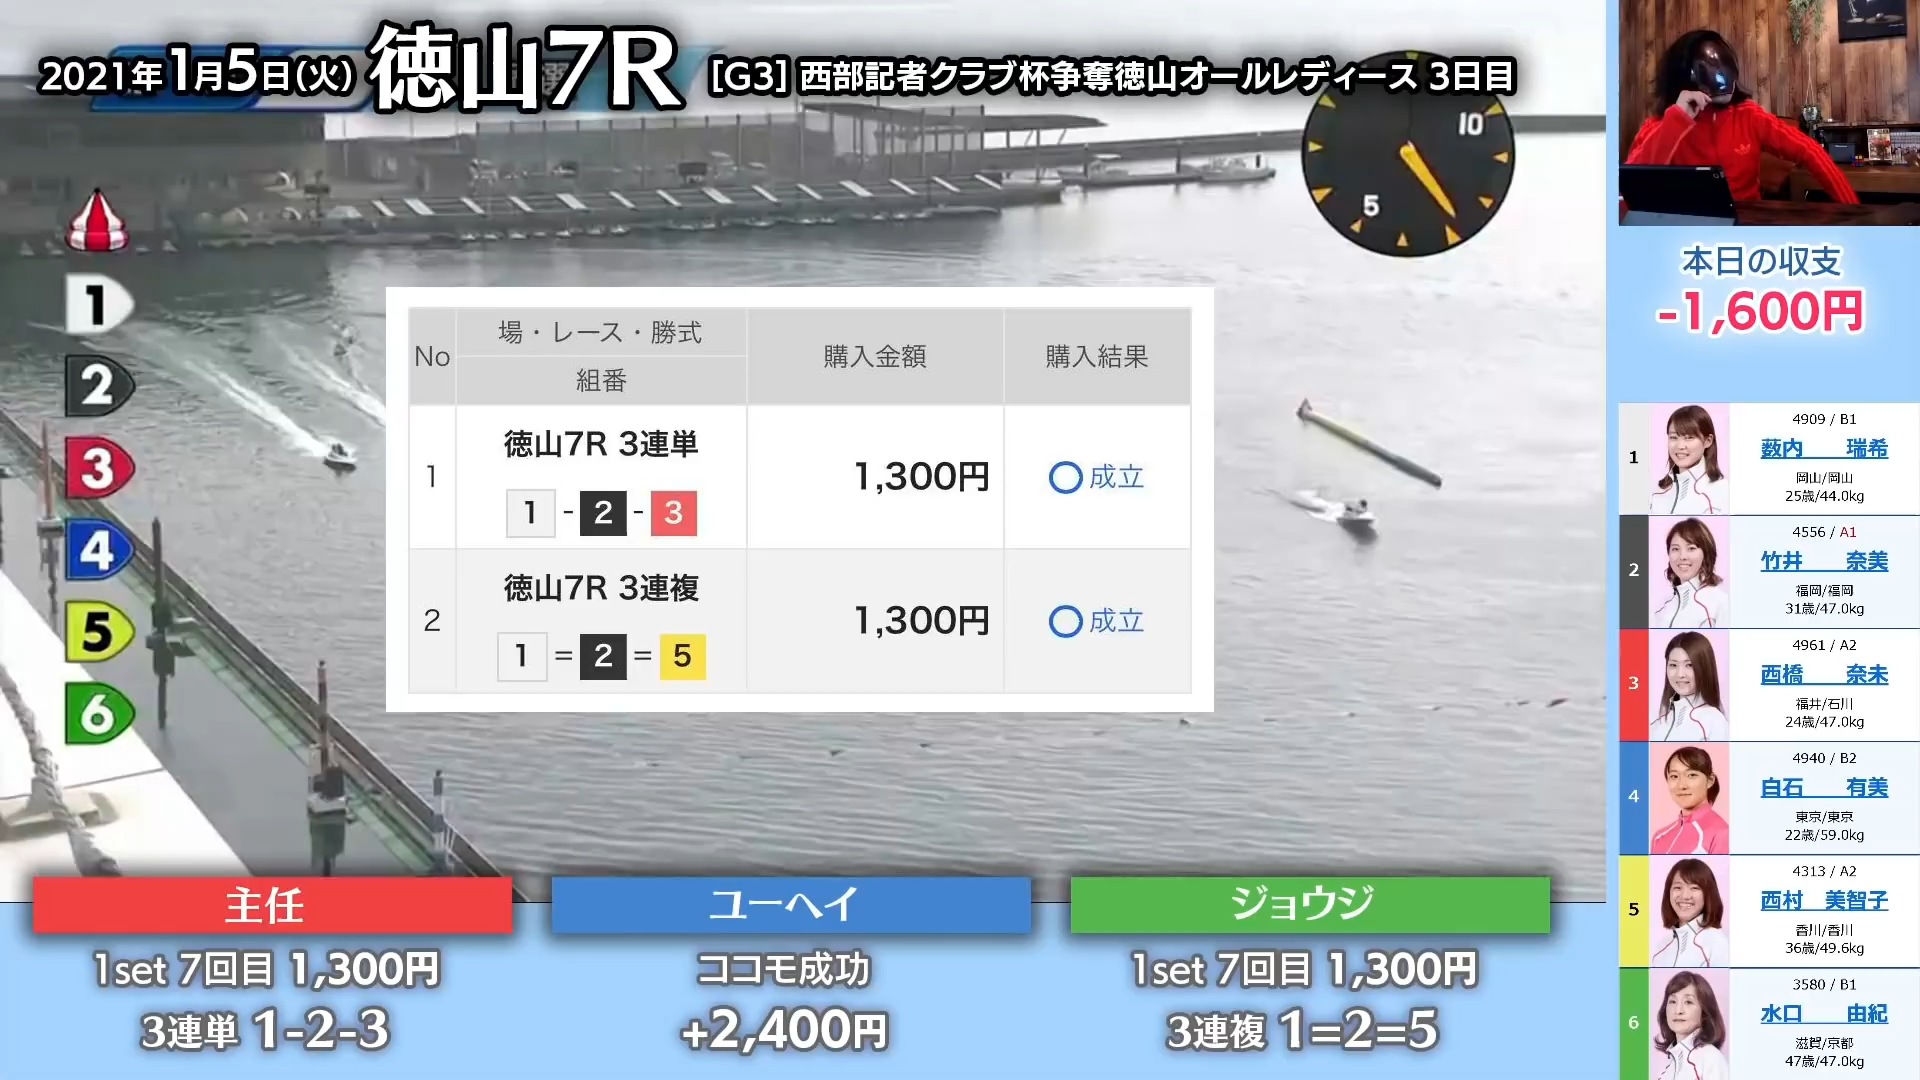 2021年1月5日(火) 徳山7R [G3] 西部記者クラブ杯争奪徳山オールレディース 3日目
10
5
1
2
3
4
5
6
No
場・レース・勝式
組番
購入金額
購入結果
1
徳山7R 3連単
1 - 2 - 3
1,300円
成立
2
徳山7R 3連複
1 = 2 = 5
1,300円
成立
本日の収支
-1,600円
1
4909 / B1
薮内 瑞希
岡山/岡山
25歳/44.0kg
2
4556 / A1
竹井 奈美
福岡/福岡
31歳/47.0kg
3
4961 / A2
西橋 奈未
福井/石川
24歳/47.0kg
4
4940 / B2
白石 有美
東京/東京
22歳/59.0kg
5
4313 / A2
西村 美智子
香川/香川
36歳/49.6kg
6
3580 / B1
水口 由紀
滋賀/京都
47歳/47.0kg
主任
1set 7回目 1,300円
3連単 1-2-3
ユーヘイ
ココモ成功
+2,400円
ジョウジ
1set 7回目 1,300円
3連複 1=2=5